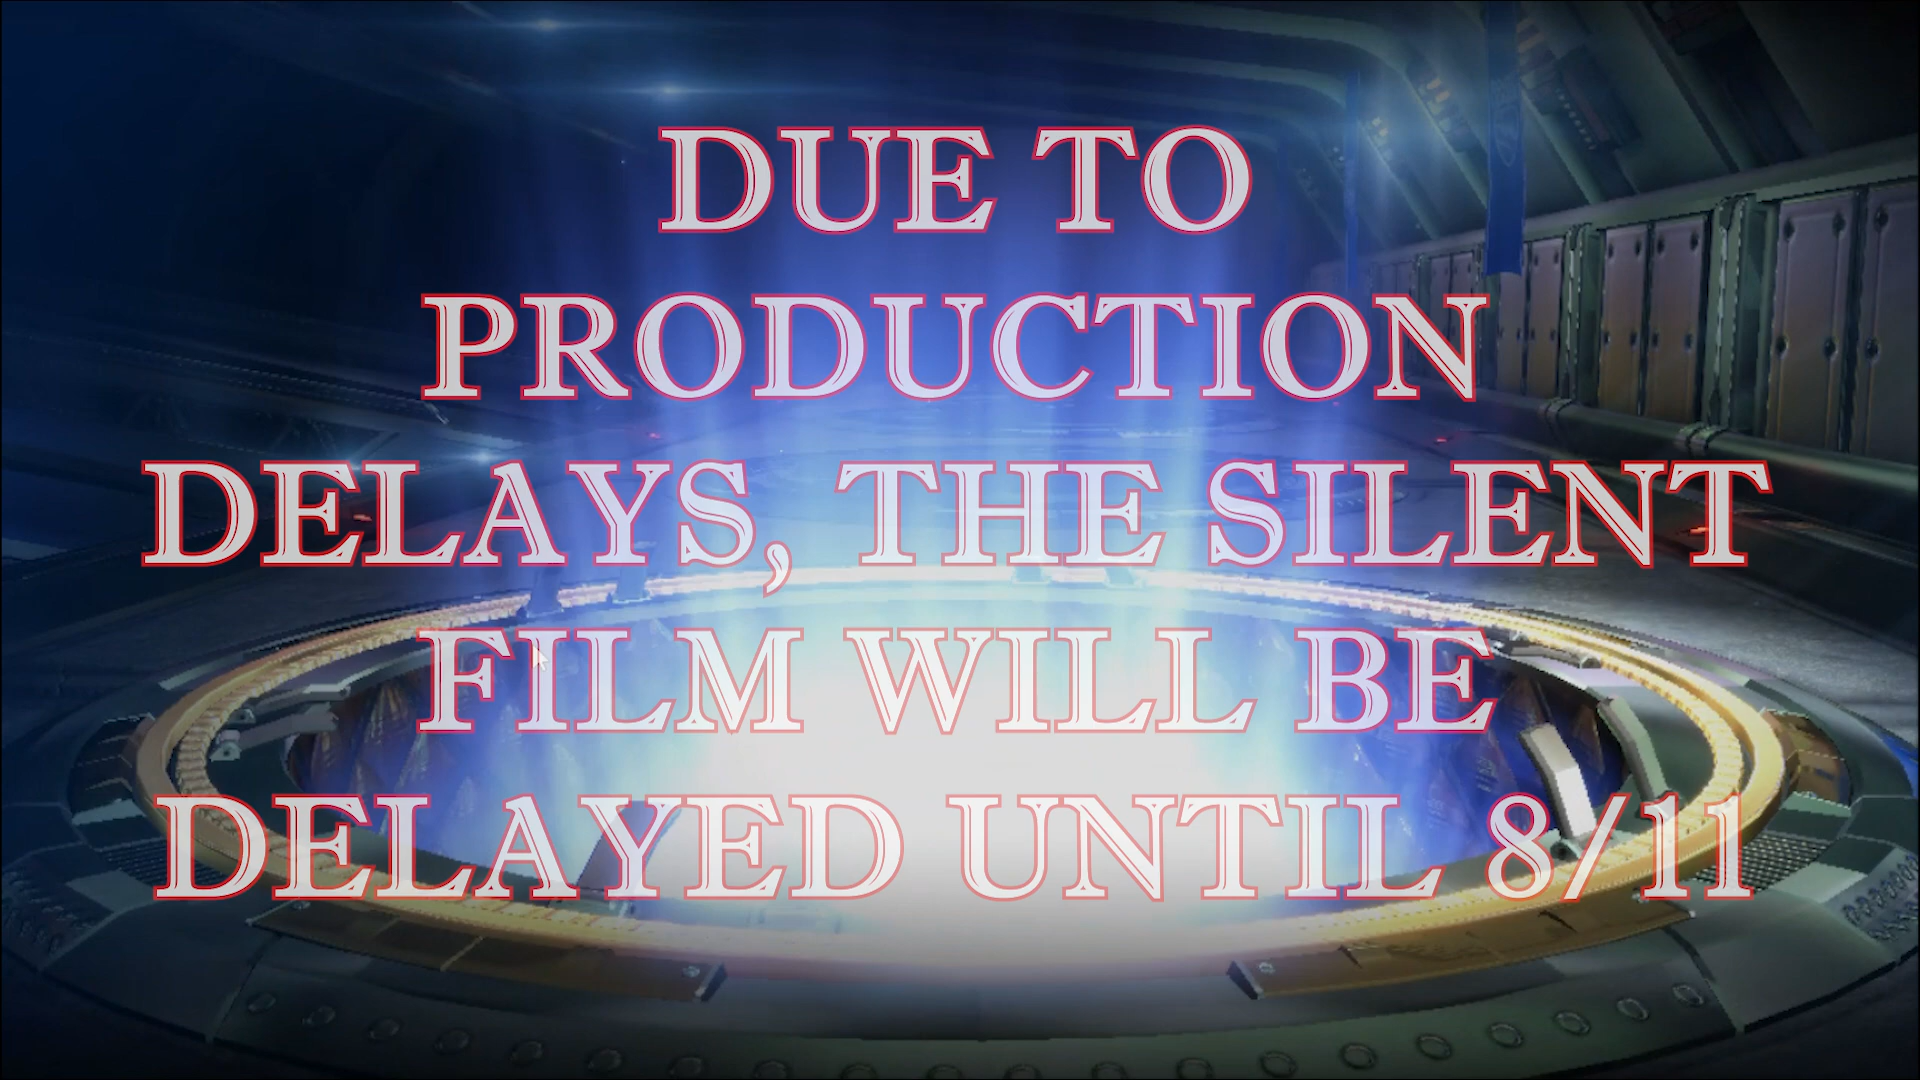 DUE TO
PRODUCTION
DELAYS, THE SILENT
FILM WILL BE
DELAYED UNTIL 8/11